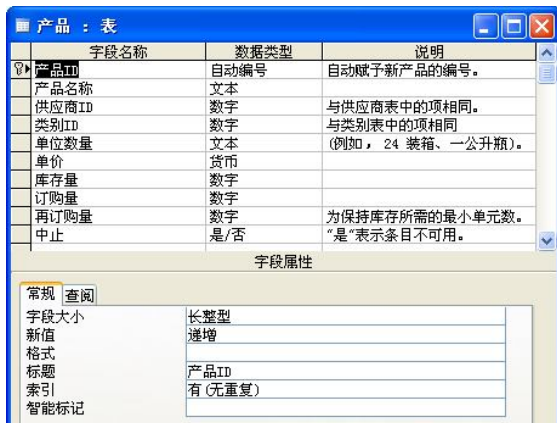 产品 : 表
字段名称 数据类型 说明
产品ID 自动编号 自动赋予新产品的编号。
产品名称 文本
供应商ID 数字 与供应商表中的项相同。
类别ID 数字 与类别表中的项相同
单位数量 文本 (例如, 24 装箱、一公升瓶)。
单价 货币
库存量 数字
订购量 数字
再订购量 数字 为保持库存所需的最小单元数。
中止 是/否 "是"表示条目不可用。
字段属性
常规 查阅
字段大小 长整型
新值 递增
格式
标题 产品ID
索引 有(无重复)
智能标记